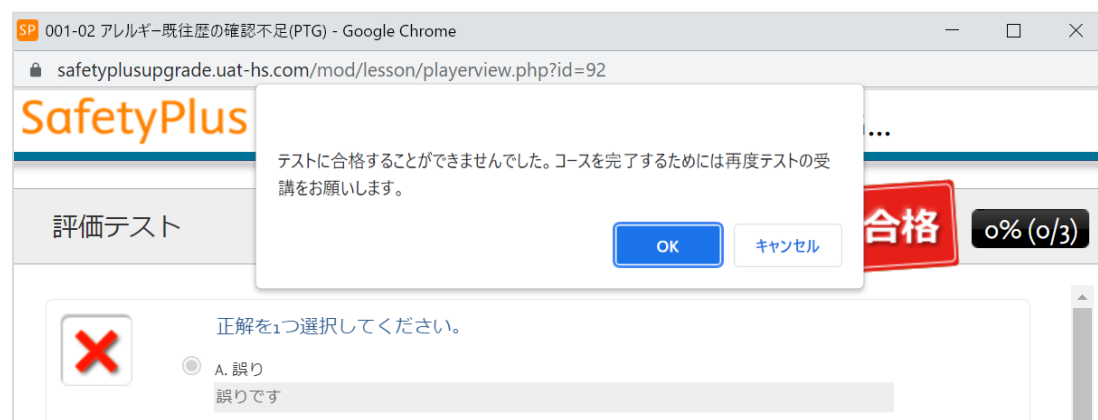 SP 001-02 アレルギー既往歴の確認不足(PTG) - Google Chrome
safetyplusupgrade.uat-hs.com/mod/lesson/playerview.php?id=92
SafetyPlus
...
テストに合格することができませんでした。コースを完了するためには再度テストの受
講をお願いします。
OK キャンセル
評価テスト
合格 0% (0/3)
正解を1つ選択してください。
A. 誤り
誤りです